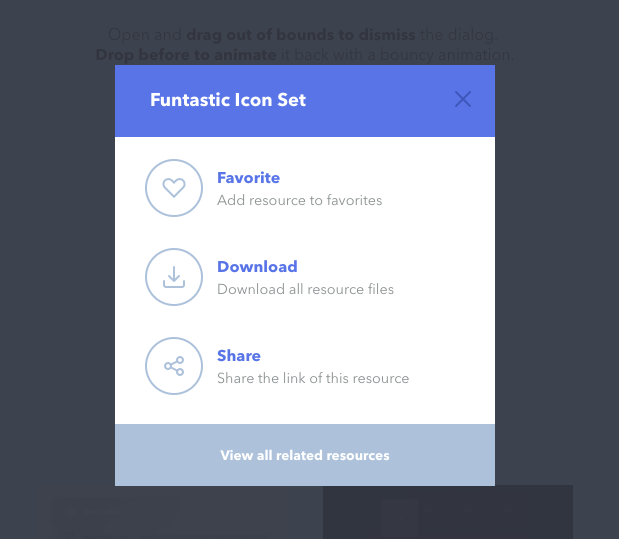 Open and drag out of bounds to dismiss the dialog.
Drop before to animate it back with a bouncy animation.
Funtastic Icon Set
Favorite
Add resource to favorites
Download
Download all resource files
Share
Share the link of this resource
View all related resources